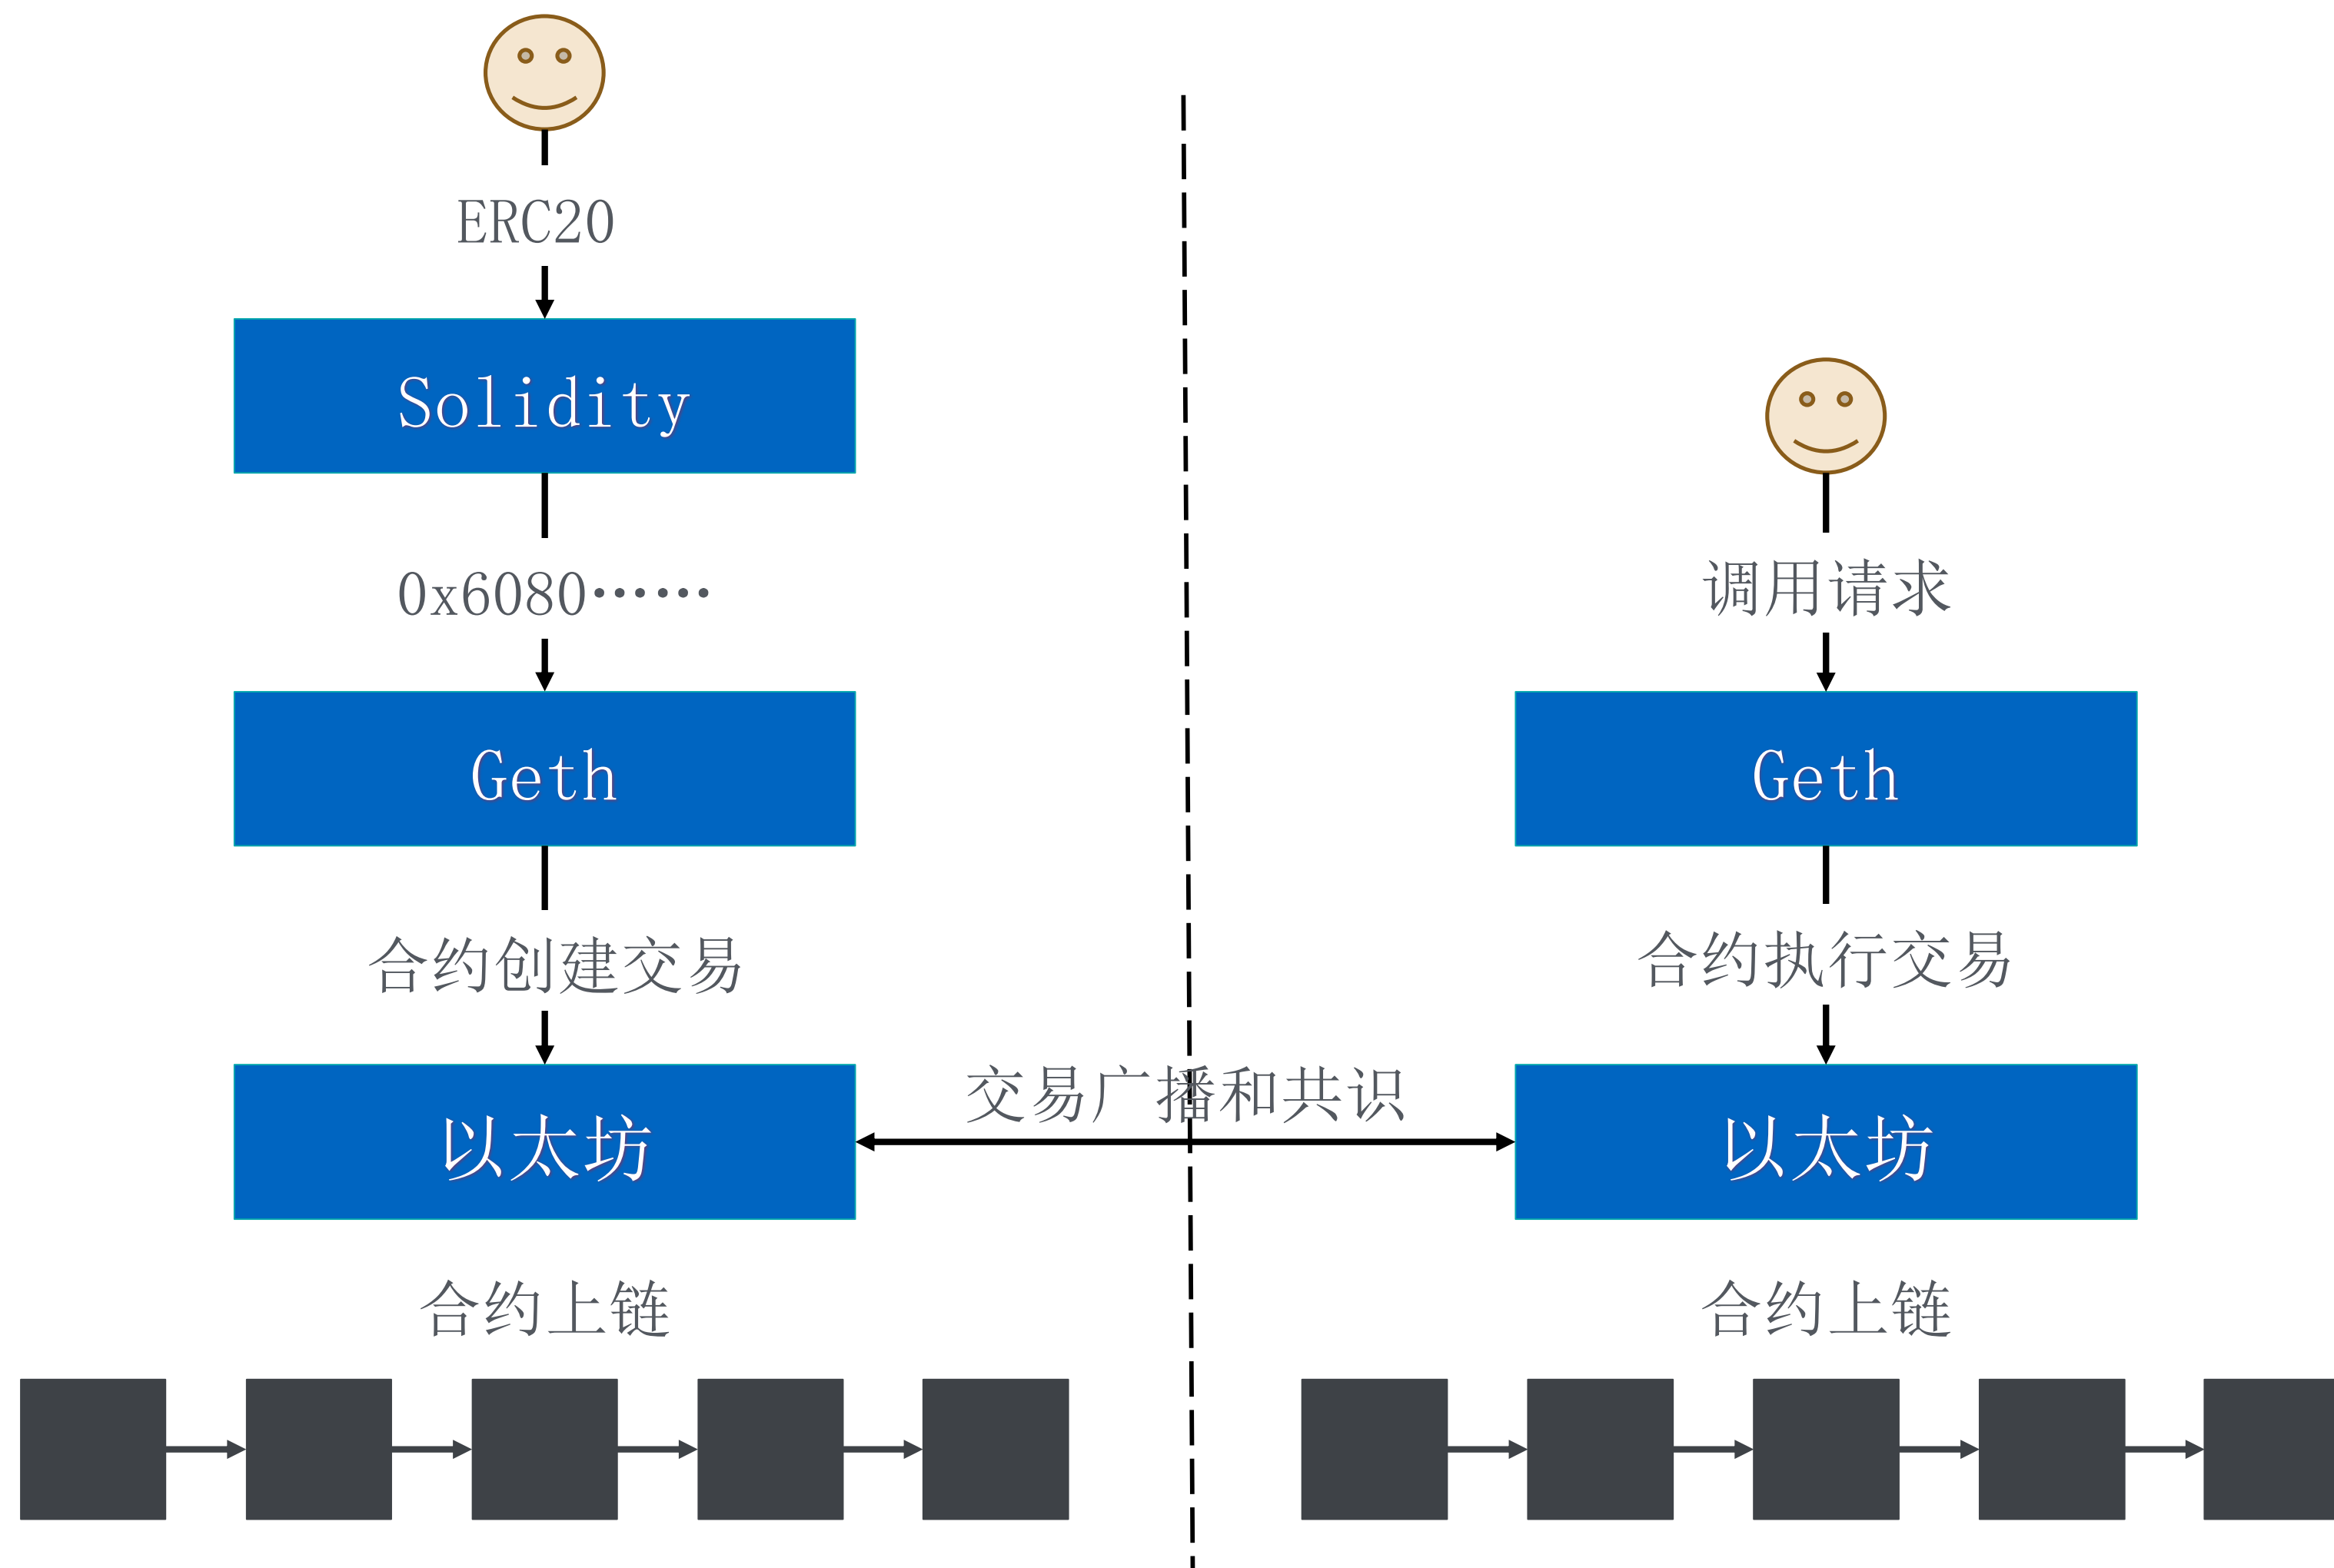 ERC20
Solidity
0x6080……
调用请求
Geth
Geth
合约创建交易
合约执行交易
交易广播和共识
以太坊
以太坊
合约上链
合约上链